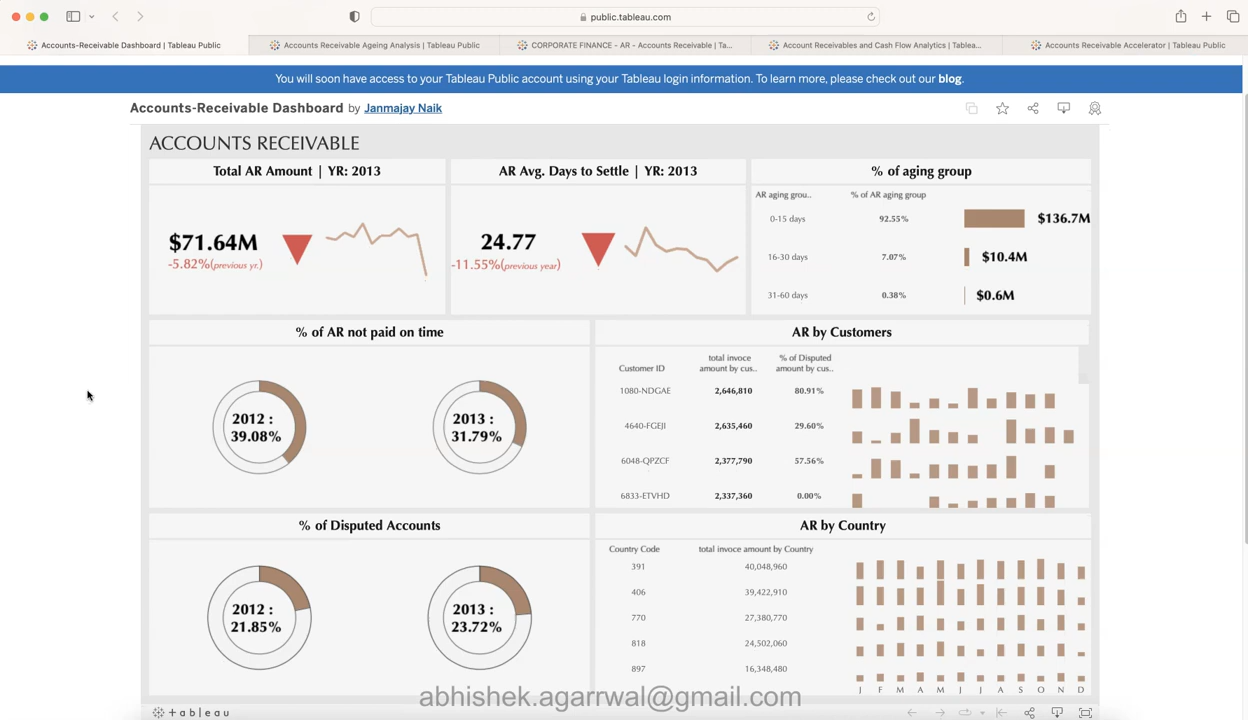 public.tableau.com
Accounts-Receivable Dashboard | Tableau Public
Accounts Receivable Ageing Analysis | Tableau Public
CORPORATE FINANCE - AR - Accounts Receivable | Ta...
Account Receivables and Cash Flow Analytics | Tablea...
Accounts Receivable Accelerator | Tableau Public
You will soon have access to your Tableau Public account using your Tableau login information. To learn more, please check out our blog.
Accounts-Receivable Dashboard by Janmajay Naik
ACCOUNTS RECEIVABLE
Total AR Amount | YR: 2013
$71.64M
-5.82%(previous yr.)
AR Avg. Days to Settle | YR: 2013
24.77
-11.55%(previous year)
% of aging group
AR aging grou.. % of AR aging group
0-15 days 92.55% $136.7M
16-30 days 7.07% $10.4M
31-60 days 0.38% $0.6M
% of AR not paid on time
2012 :
39.08%
2013 :
31.79%
AR by Customers
Customer ID
total invoce
amount by cus..
% of Disputed
amount by cus..
1080-NDGAE 2,646,810 80.91%
4640-FGEJI 2,635,460 29.60%
6048-QPZCF 2,377,790 57.56%
6833-ETVHD 2,337,360 0.00%
% of Disputed Accounts
2012 :
21.85%
2013 :
23.72%
AR by Country
Country Code total invoce amount by Country
391 40,048,960
406 39,422,910
770 27,380,770
818 24,502,060
897 16,348,480
J F M A M J J A S O N D
abhishek.agarrwal@gmail.com
+ a b l e a u